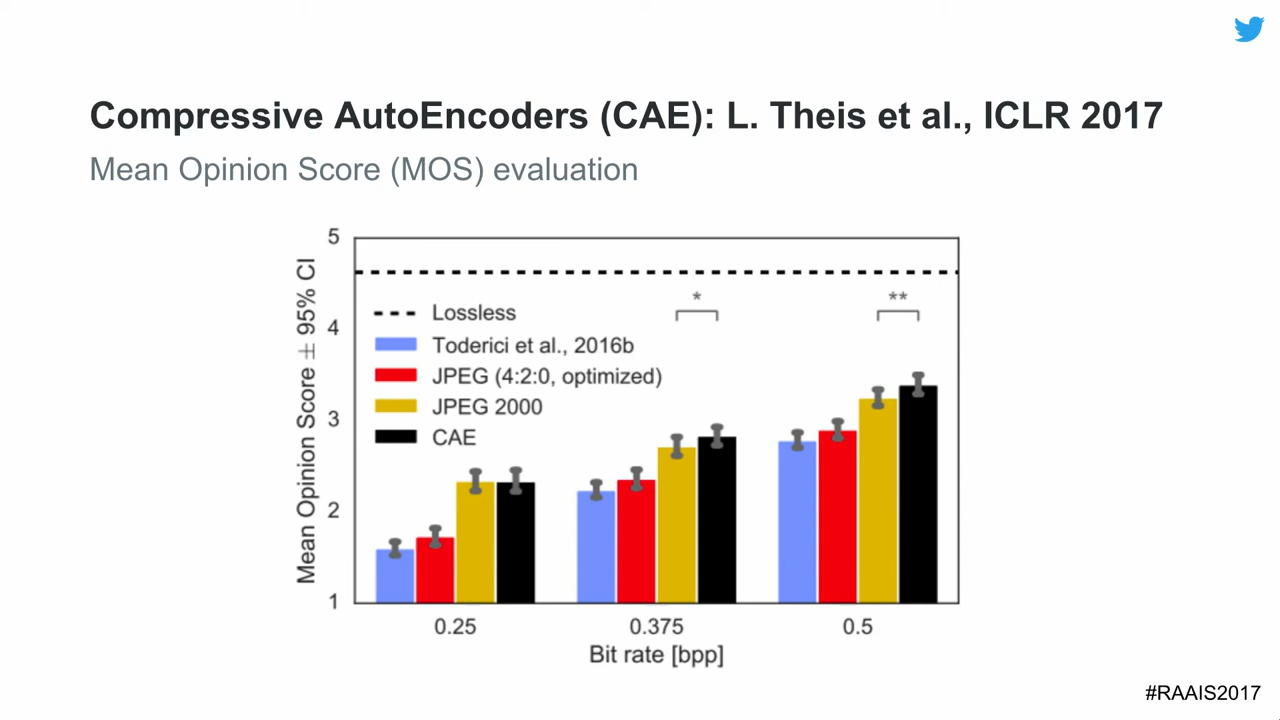 Compressive AutoEncoders (CAE): L. Theis et al., ICLR 2017
Mean Opinion Score (MOS) evaluation
Mean Opinion Score ± 95% CI
5
4
3
2
1
Lossless
Toderici et al., 2016b
JPEG (4:2:0, optimized)
JPEG 2000
CAE
*
**
0.25 0.375 0.5
Bit rate [bpp]
#RAAIS2017